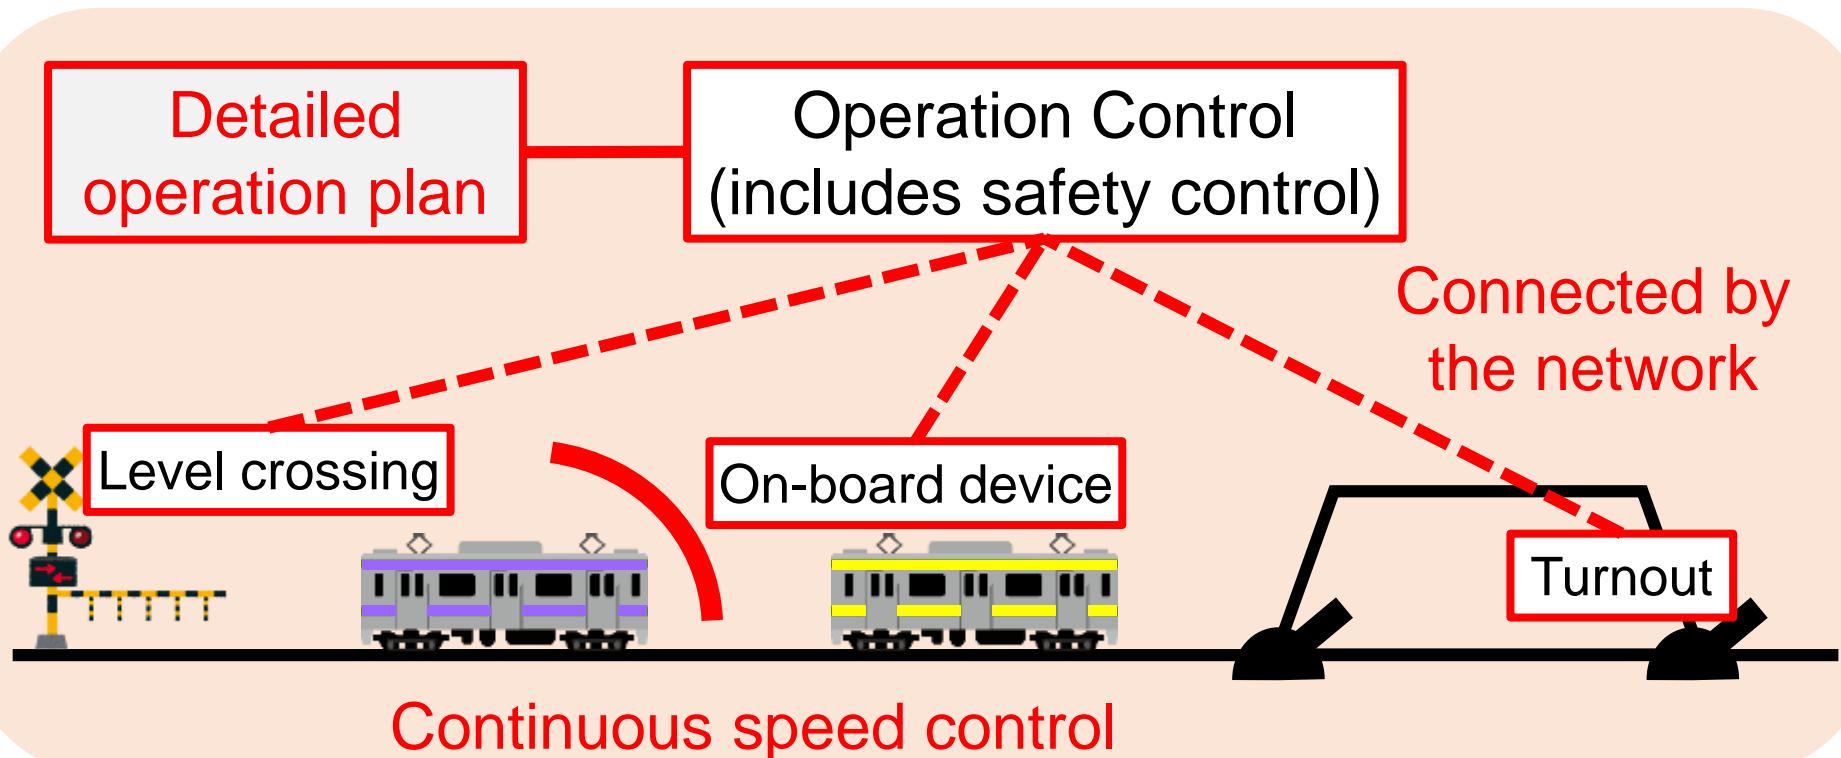 Detailed
operation plan
Operation Control
(includes safety control)
Connected by
the network
Level crossing
On-board device
Turnout
Continuous speed control